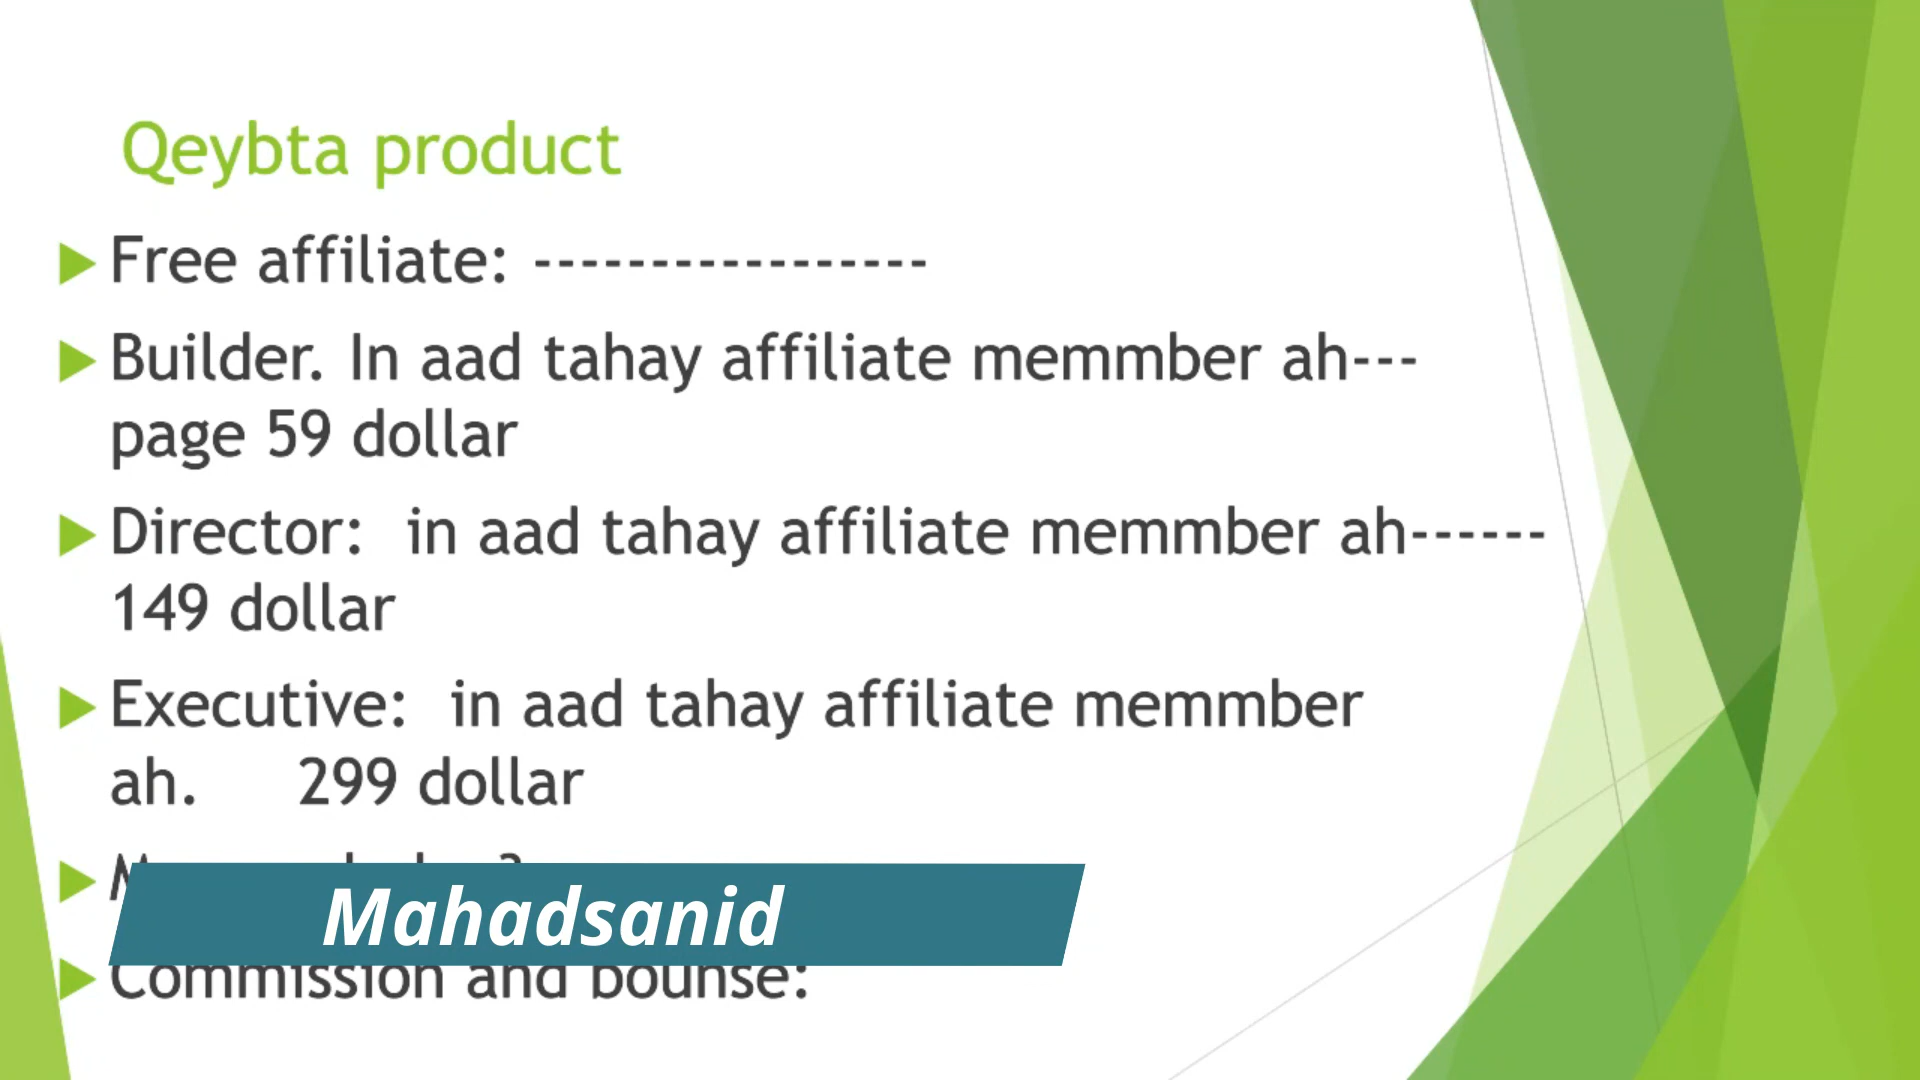 Qeybta product
Free affiliate: -----------------
Builder. In aad tahay affiliate memmber ah---
page 59 dollar
Director: in aad tahay affiliate memmber ah------
149 dollar
Executive: in aad tahay affiliate memmber
ah. 299 dollar
Mahadsanid
Commission and bounse: